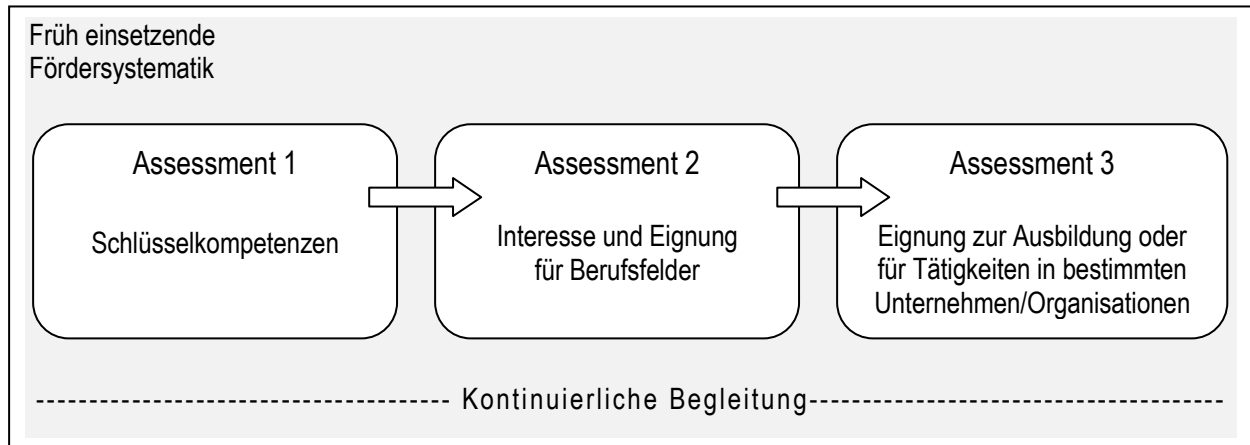 Früh einsetzende
Fördersystematik
Assessment 1
Schlüsselkompetenzen
Assessment 2
Interesse und Eignung
für Berufsfelder
Assessment 3
Eignung zur Ausbildung oder
für Tätigkeiten in bestimmten
Unternehmen/Organisationen
--------------------------------------- Kontinuierliche Begleitung---------------------------------------